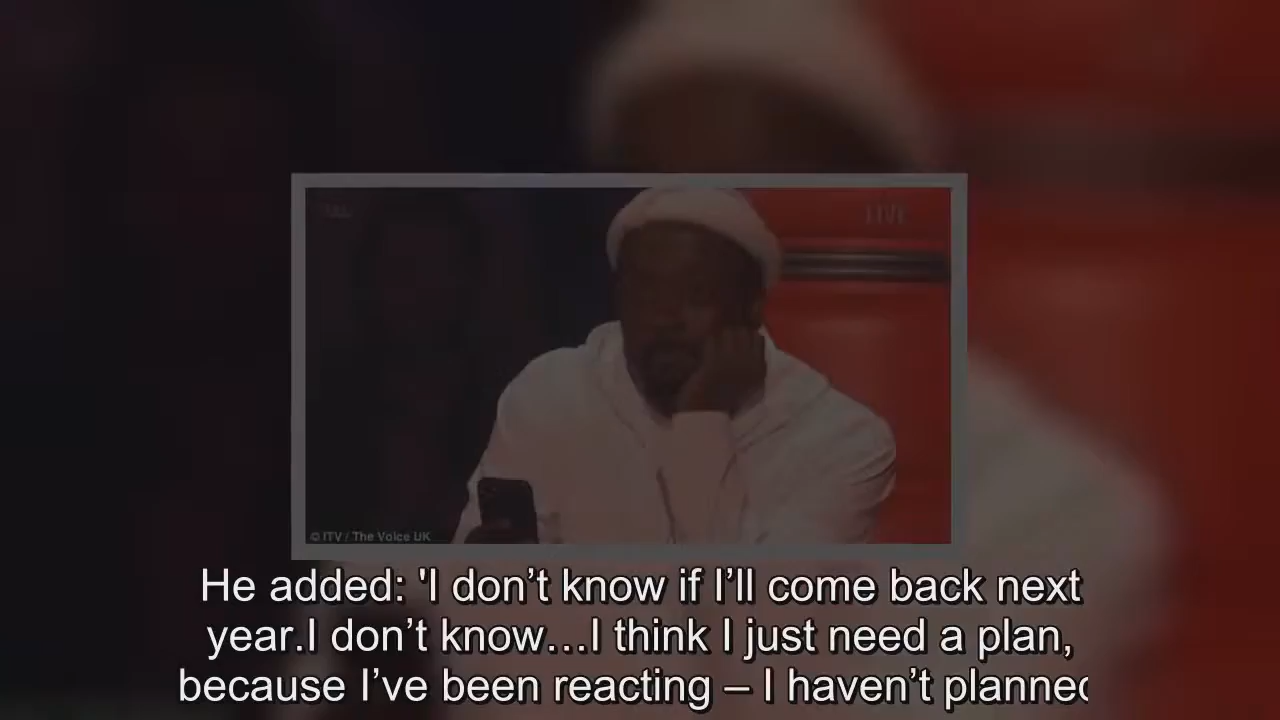 LIVE
© ITV / The Voice UK
He added: 'I don’t know if I’ll come back next
year.I don’t know…I think I just need a plan,
because I’ve been reacting – I haven’t planned